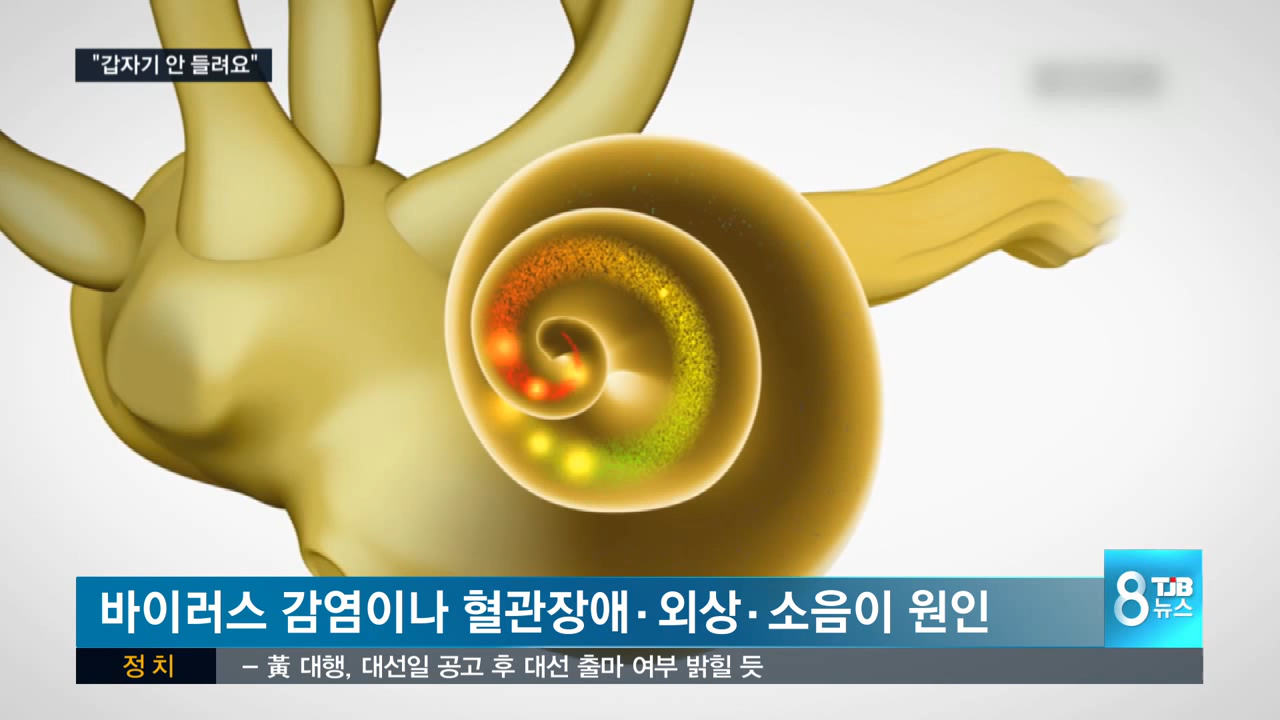 "갑자기 안 들려요"
바이러스 감염이나 혈관장애·외상·소음이 원인
8 TJB 뉴스
정치 – 黃 대행, 대선일 공고 후 대선 출마 여부 밝힐 듯